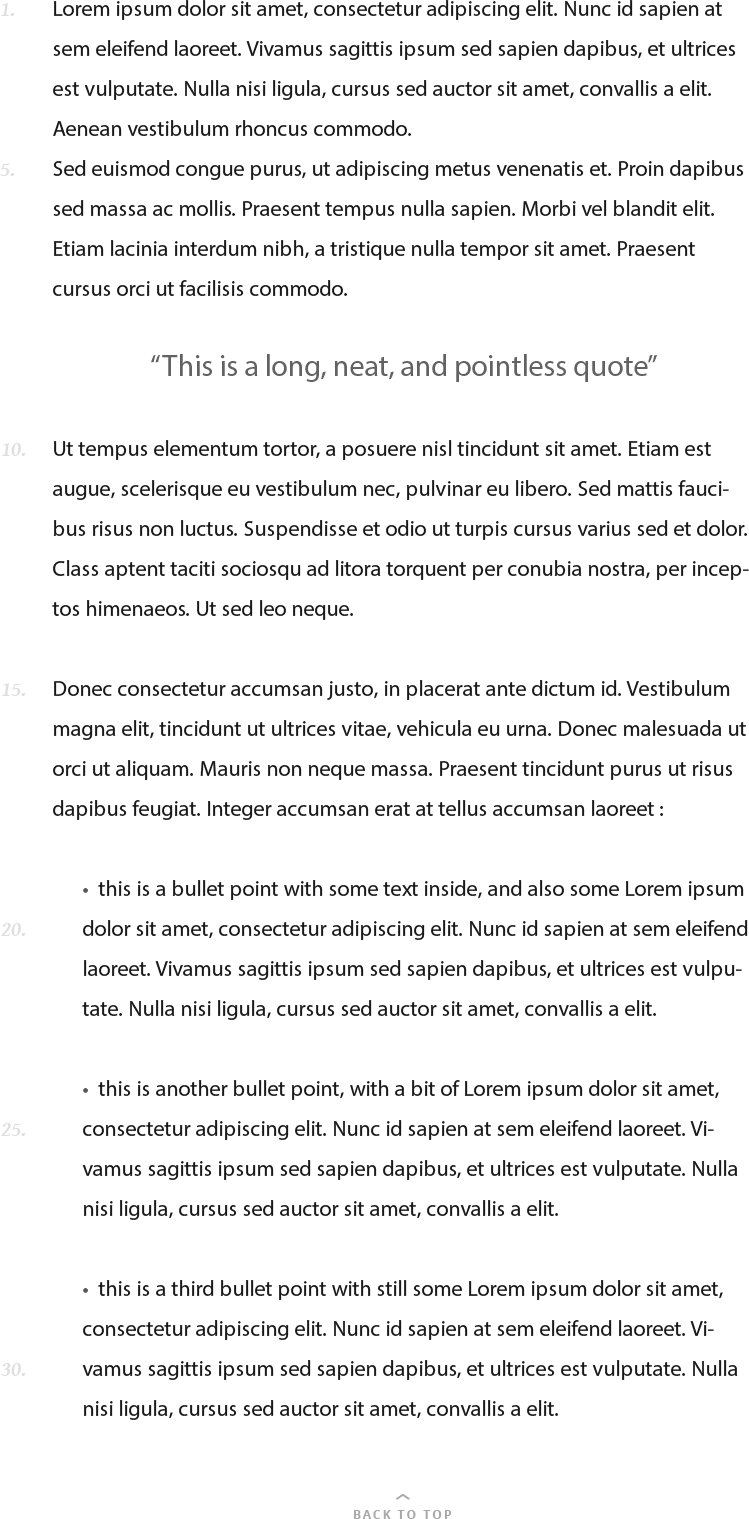 1. Lorem ipsum dolor sit amet, consectetur adipiscing elit. Nunc id sapien at
sem eleifend laoreet. Vivamus sagittis ipsum sed sapien dapibus, et ultrices
est vulputate. Nulla nisi ligula, cursus sed auctor sit amet, convallis a elit.
Aenean vestibulum rhoncus commodo.
5. Sed euismod congue purus, ut adipiscing metus venenatis et. Proin dapibus
sed massa ac mollis. Praesent tempus nulla sapien. Morbi vel blandit elit.
Etiam lacinia interdum nibh, a tristique nulla tempor sit amet. Praesent
cursus orci ut facilisis commodo.
“This is a long, neat, and pointless quote”
10. Ut tempus elementum tortor, a posuere nisl tincidunt sit amet. Etiam est
augue, scelerisque eu vestibulum nec, pulvinar eu libero. Sed mattis fauci-
bus risus non luctus. Suspendisse et odio ut turpis cursus varius sed et dolor.
Class aptent taciti sociosqu ad litora torquent per conubia nostra, per incep-
tos himenaeos. Ut sed leo neque.
15. Donec consectetur accumsan justo, in placerat ante dictum id. Vestibulum
magna elit, tincidunt ut ultrices vitae, vehicula eu urna. Donec malesuada ut
orci ut aliquam. Mauris non neque massa. Praesent tincidunt purus ut risus
dapibus feugiat. Integer accumsan erat at tellus accumsan laoreet :
• this is a bullet point with some text inside, and also some Lorem ipsum
20. dolor sit amet, consectetur adipiscing elit. Nunc id sapien at sem eleifend
laoreet. Vivamus sagittis ipsum sed sapien dapibus, et ultrices est vulpu-
tate. Nulla nisi ligula, cursus sed auctor sit amet, convallis a elit.
• this is another bullet point, with a bit of Lorem ipsum dolor sit amet,
25. consectetur adipiscing elit. Nunc id sapien at sem eleifend laoreet. Vi-
vamus sagittis ipsum sed sapien dapibus, et ultrices est vulputate. Nulla
nisi ligula, cursus sed auctor sit amet, convallis a elit.
• this is a third bullet point with still some Lorem ipsum dolor sit amet,
consectetur adipiscing elit. Nunc id sapien at sem eleifend laoreet. Vi-
30. vamus sagittis ipsum sed sapien dapibus, et ultrices est vulputate. Nulla
nisi ligula, cursus sed auctor sit amet, convallis a elit.
BACK TO TOP